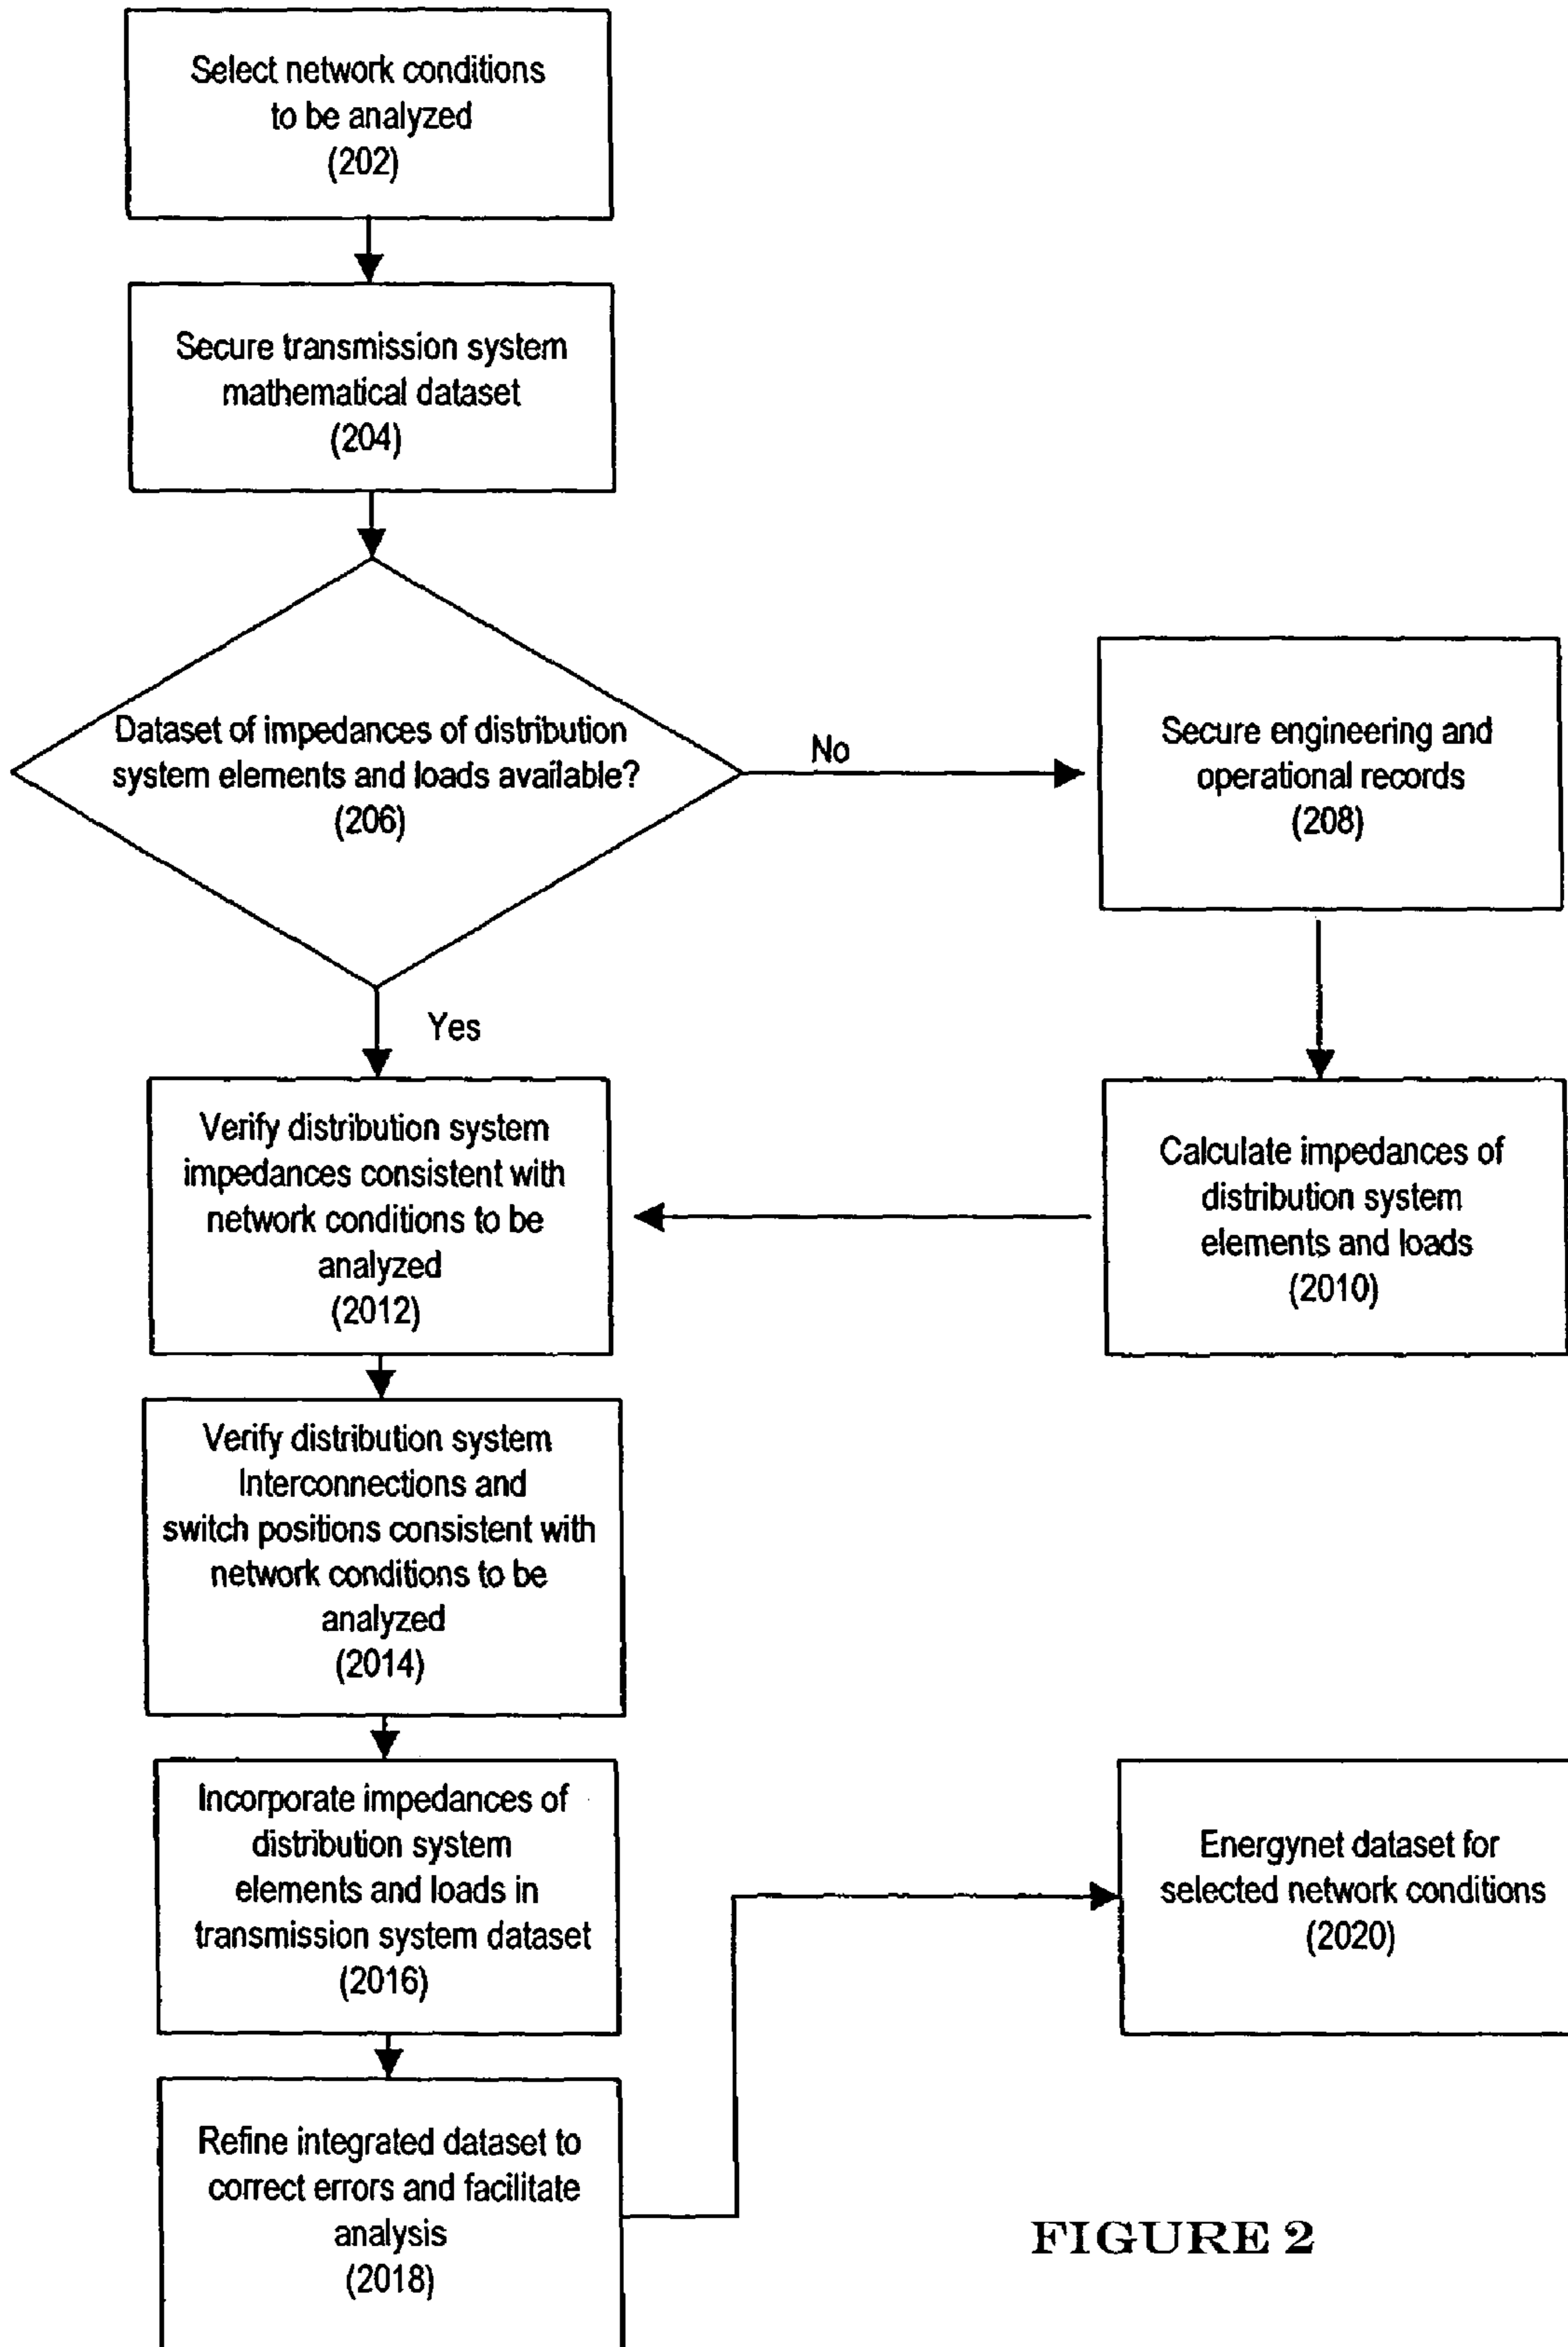 Select network conditions
to be analyzed
(202)
Secure transmission system
mathematical dataset
(204)
Dataset of impedances of distribution
system elements and loads available?
(206)
No
Secure engineering and
operational records
(208)
Yes
Calculate impedances of
distribution system
elements and loads
(2010)
Verify distribution system
impedances consistent with
network conditions to be
analyzed
(2012)
Verify distribution system
Interconnections and
switch positions consistent with
network conditions to be
analyzed
(2014)
Incorporate impedances of
distribution system
elements and loads in
transmission system dataset
(2016)
Refine integrated dataset to
correct errors and facilitate
analysis
(2018)
Energynet dataset for
selected network conditions
(2020)
FIGURE 2